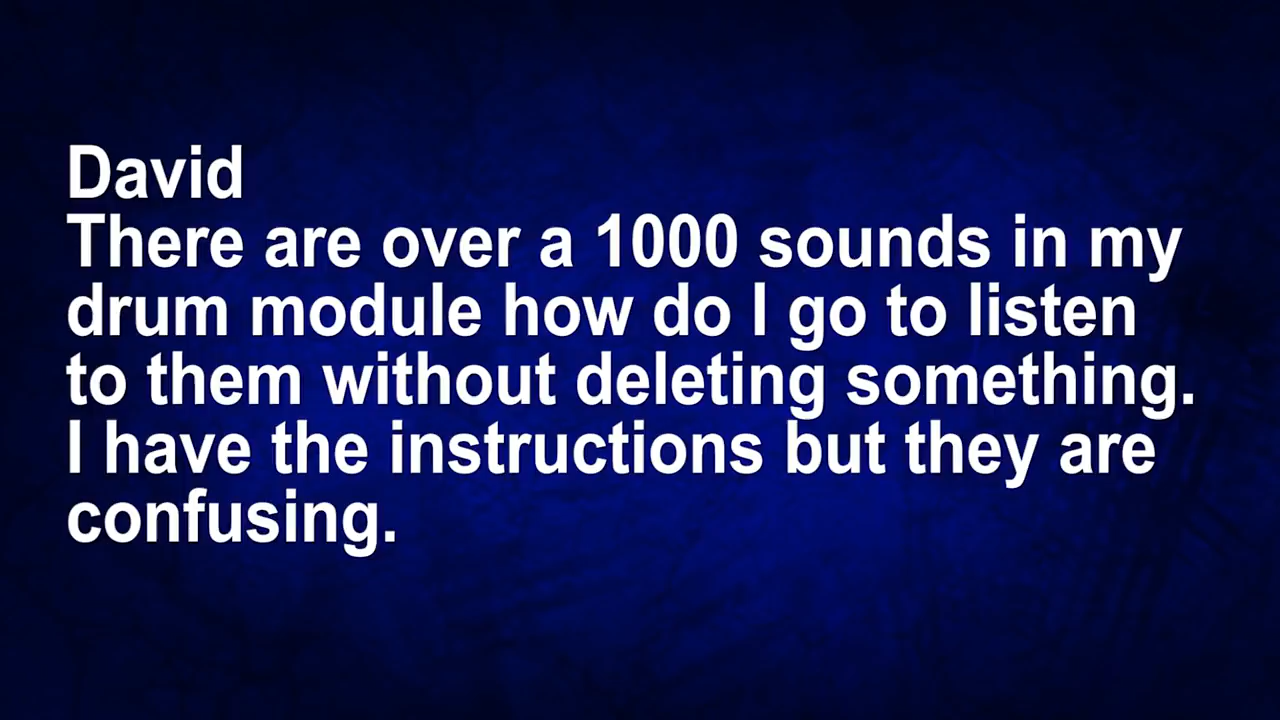 David
There are over a 1000 sounds in my
drum module how do I go to listen
to them without deleting something.
I have the instructions but they are
confusing.